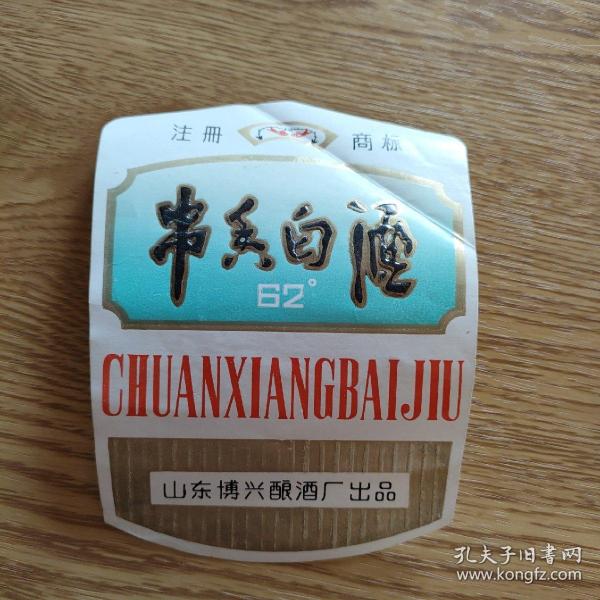 注册 商标
串香白酒
62°
CHUANXIANGBAIJIU
山东博兴酿酒厂出品
孔夫子旧書网
www.kongfz.com